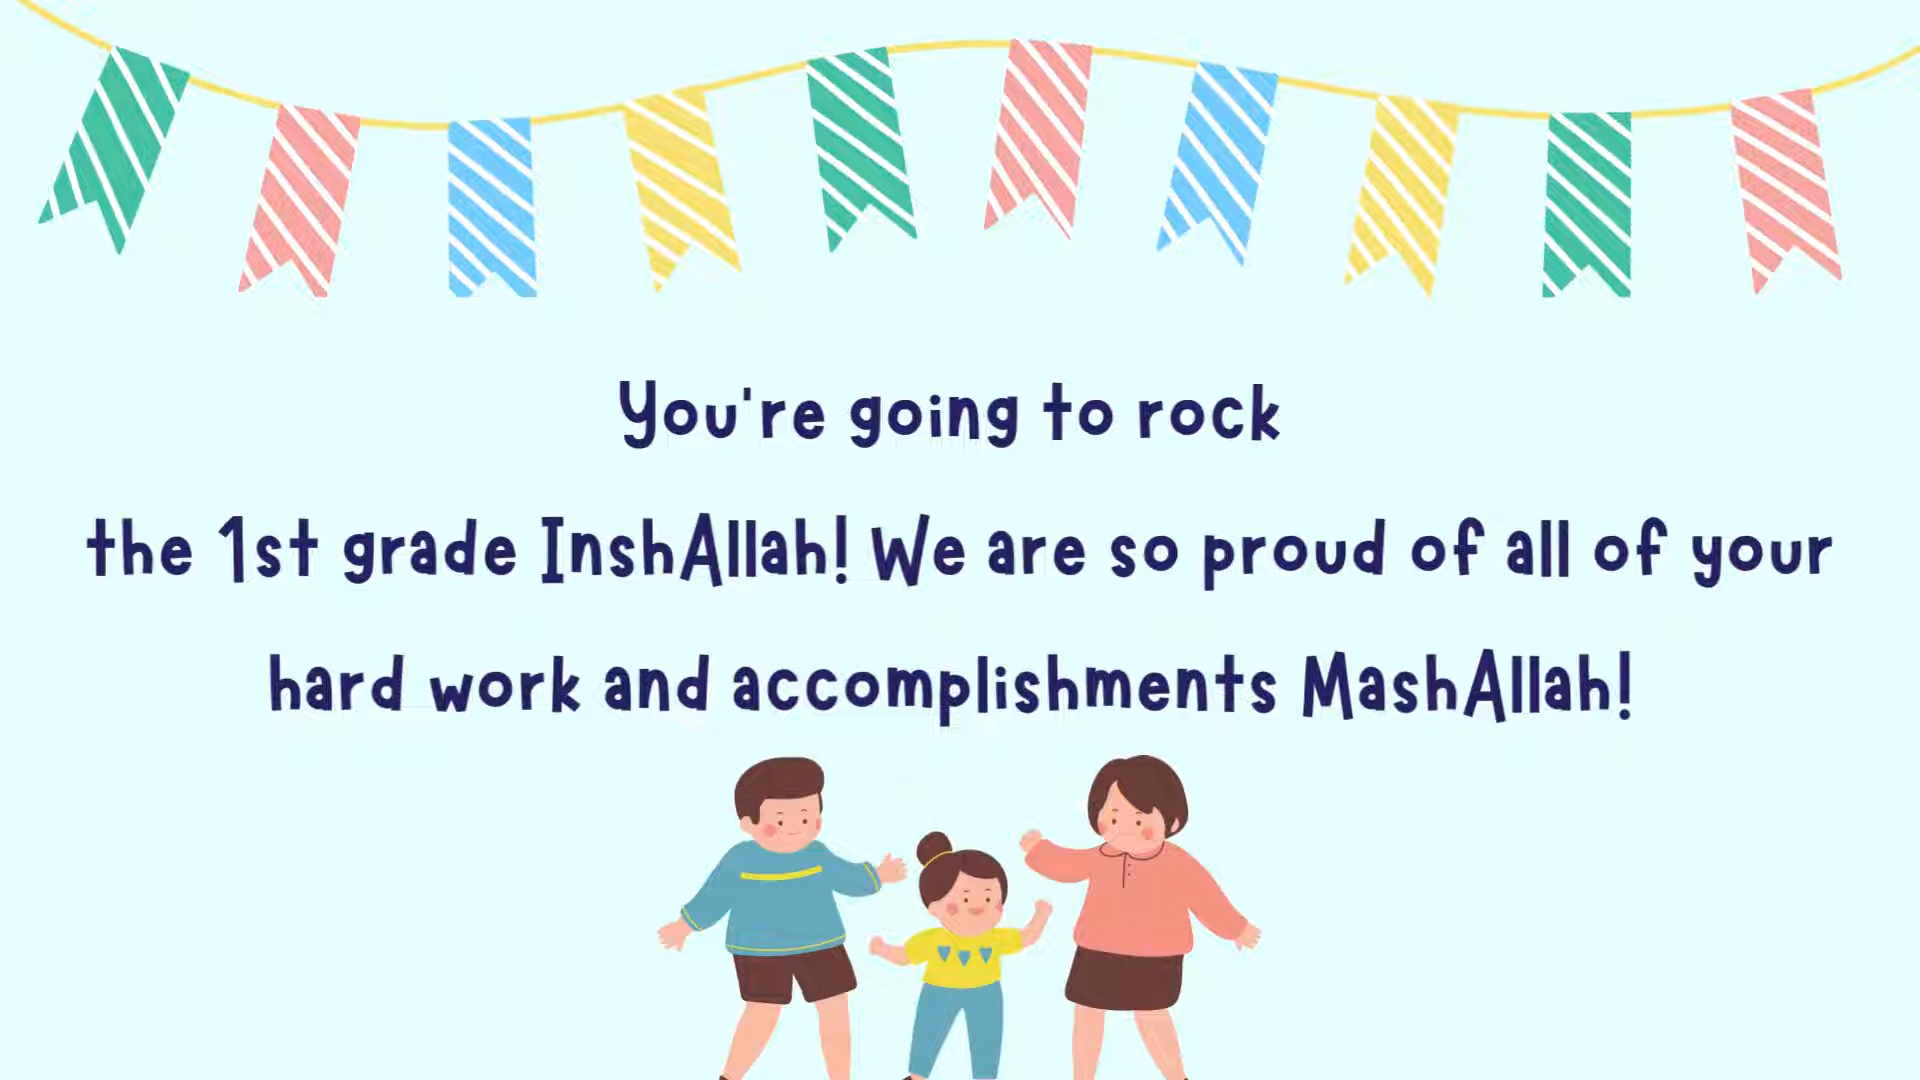 You're going to rock
the 1st grade InshAllah! We are so proud of all of your
hard work and accomplishments MashAllah!